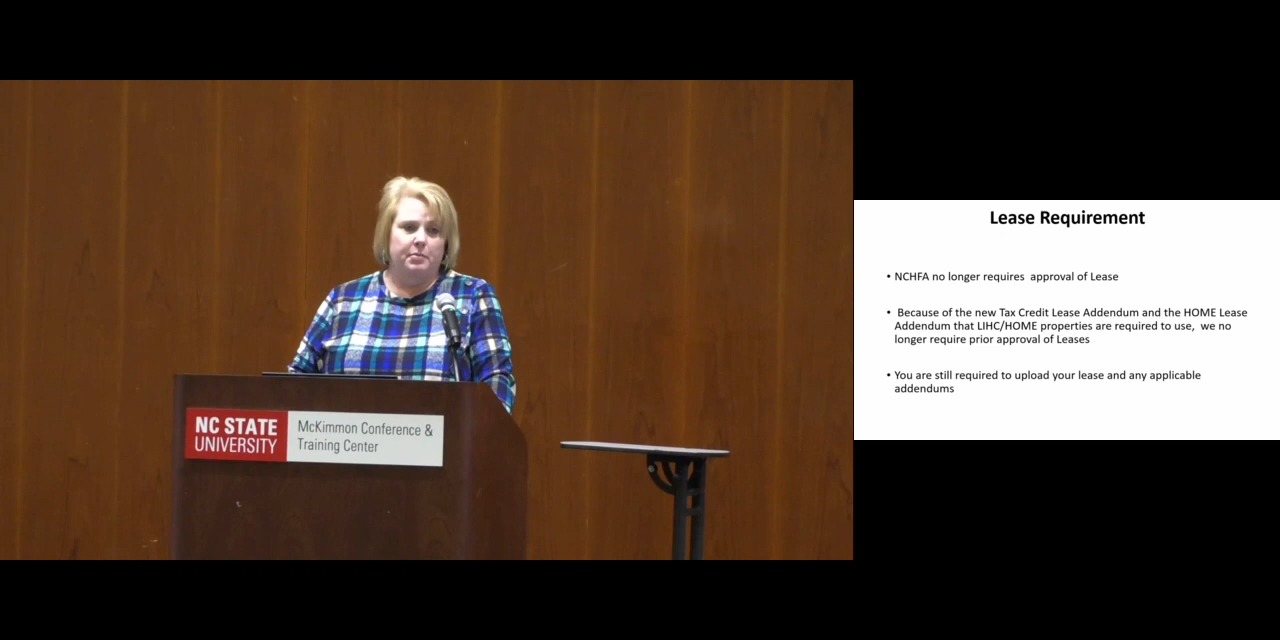 NC STATE
UNIVERSITY
McKimmon Conference &
Training Center
Lease Requirement
• NCHFA no longer requires  approval of Lease
•  Because of the new Tax Credit Lease Addendum and the HOME Lease
Addendum that LIHC/HOME properties are required to use,  we no
longer require prior approval of Leases
• You are still required to upload your lease and any applicable
addendums